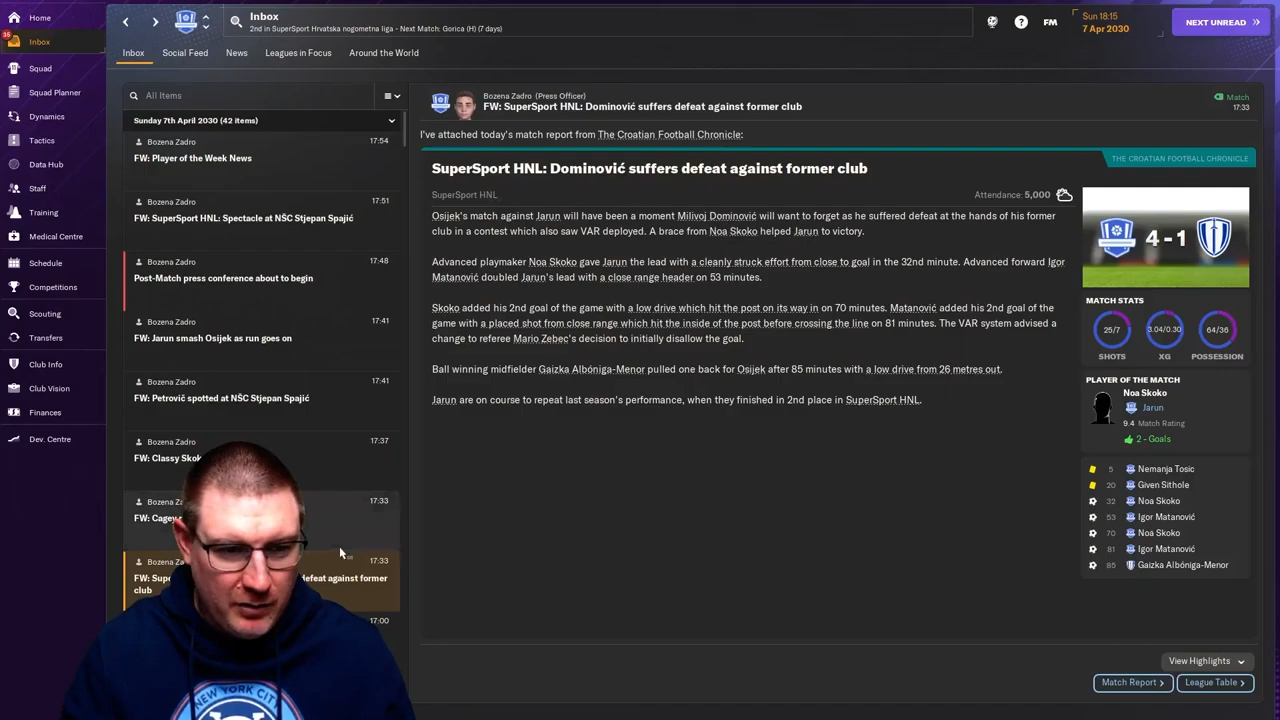 Home
35
Inbox
Squad
Squad Planner
Dynamics
Tactics
Data Hub
Staff
Training
Medical Centre
Schedule
Competitions
Scouting
Transfers
Club Info
Club Vision
Finances
Dev. Centre
Inbox
2nd in SuperSport Hrvatska nogometna liga - Next Match: Gorica (H) (7 days)
FM
Sun 18:15
7 Apr 2030
NEXT UNREAD
Inbox Social Feed News Leagues in Focus Around the World
All Items
Sunday 7th April 2030 (42 items)
Bozena Zadro 17:54
FW: Player of the Week News
Bozena Zadro 17:51
FW: SuperSport HNL: Spectacle at NŠC Stjepan Spajić
Bozena Zadro 17:48
Post-Match press conference about to begin
Bozena Zadro 17:41
FW: Jarun smash Osijek as run goes on
Bozena Zadro 17:41
FW: Petrovič spotted at NŠC Stjepan Spajić
Bozena Zadro 17:37
FW: Classy
Bozena 17:33
FW:
Bozena 17:33
FW: defeat against former
club
17:00
Bozena Zadro (Press Officer)
FW: SuperSport HNL: Dominović suffers defeat against former club
Match
17:33
I've attached today's match report from The Croatian Football Chronicle:
THE CROATIAN FOOTBALL CHRONICLE
SuperSport HNL: Dominović suffers defeat against former club
SuperSport HNL Attendance: 5,000
Osijek's match against Jarun will have been a moment Milivoj Dominović will want to forget as he suffered defeat at the hands of his former
club in a contest which also saw VAR deployed. A brace from Noa Skoko helped Jarun to victory.
Advanced playmaker Noa Skoko gave Jarun the lead with a cleanly struck effort from close to goal in the 32nd minute. Advanced forward Igor
Matanović doubled Jarun's lead with a close range header on 53 minutes.
Skoko added his 2nd goal of the game with a low drive which hit the post on its way in on 70 minutes. Matanović added his 2nd goal of the
game with a placed shot from close range which hit the inside of the post before crossing the line on 81 minutes. The VAR system advised a
change to referee Mario Zebec's decision to initially disallow the goal.
Ball winning midfielder Gaizka Albóniga-Menor pulled one back for Osijek after 85 minutes with a low drive from 26 metres out.
Jarun are on course to repeat last season's performance, when they finished in 2nd place in SuperSport HNL.
4 - 1
MATCH STATS
25/7 3.04/0.30 64/36
SHOTS XG POSSESSION
PLAYER OF THE MATCH
Noa Skoko
Jarun
9.4 Match Rating
2 - Goals
5 Nemanja Tosic
20 Given Sithole
32 Noa Skoko
53 Igor Matanović
70 Noa Skoko
81 Igor Matanović
85 Gaizka Albóniga-Menor
View Highlights
Match Report League Table
NEW YORK CITY